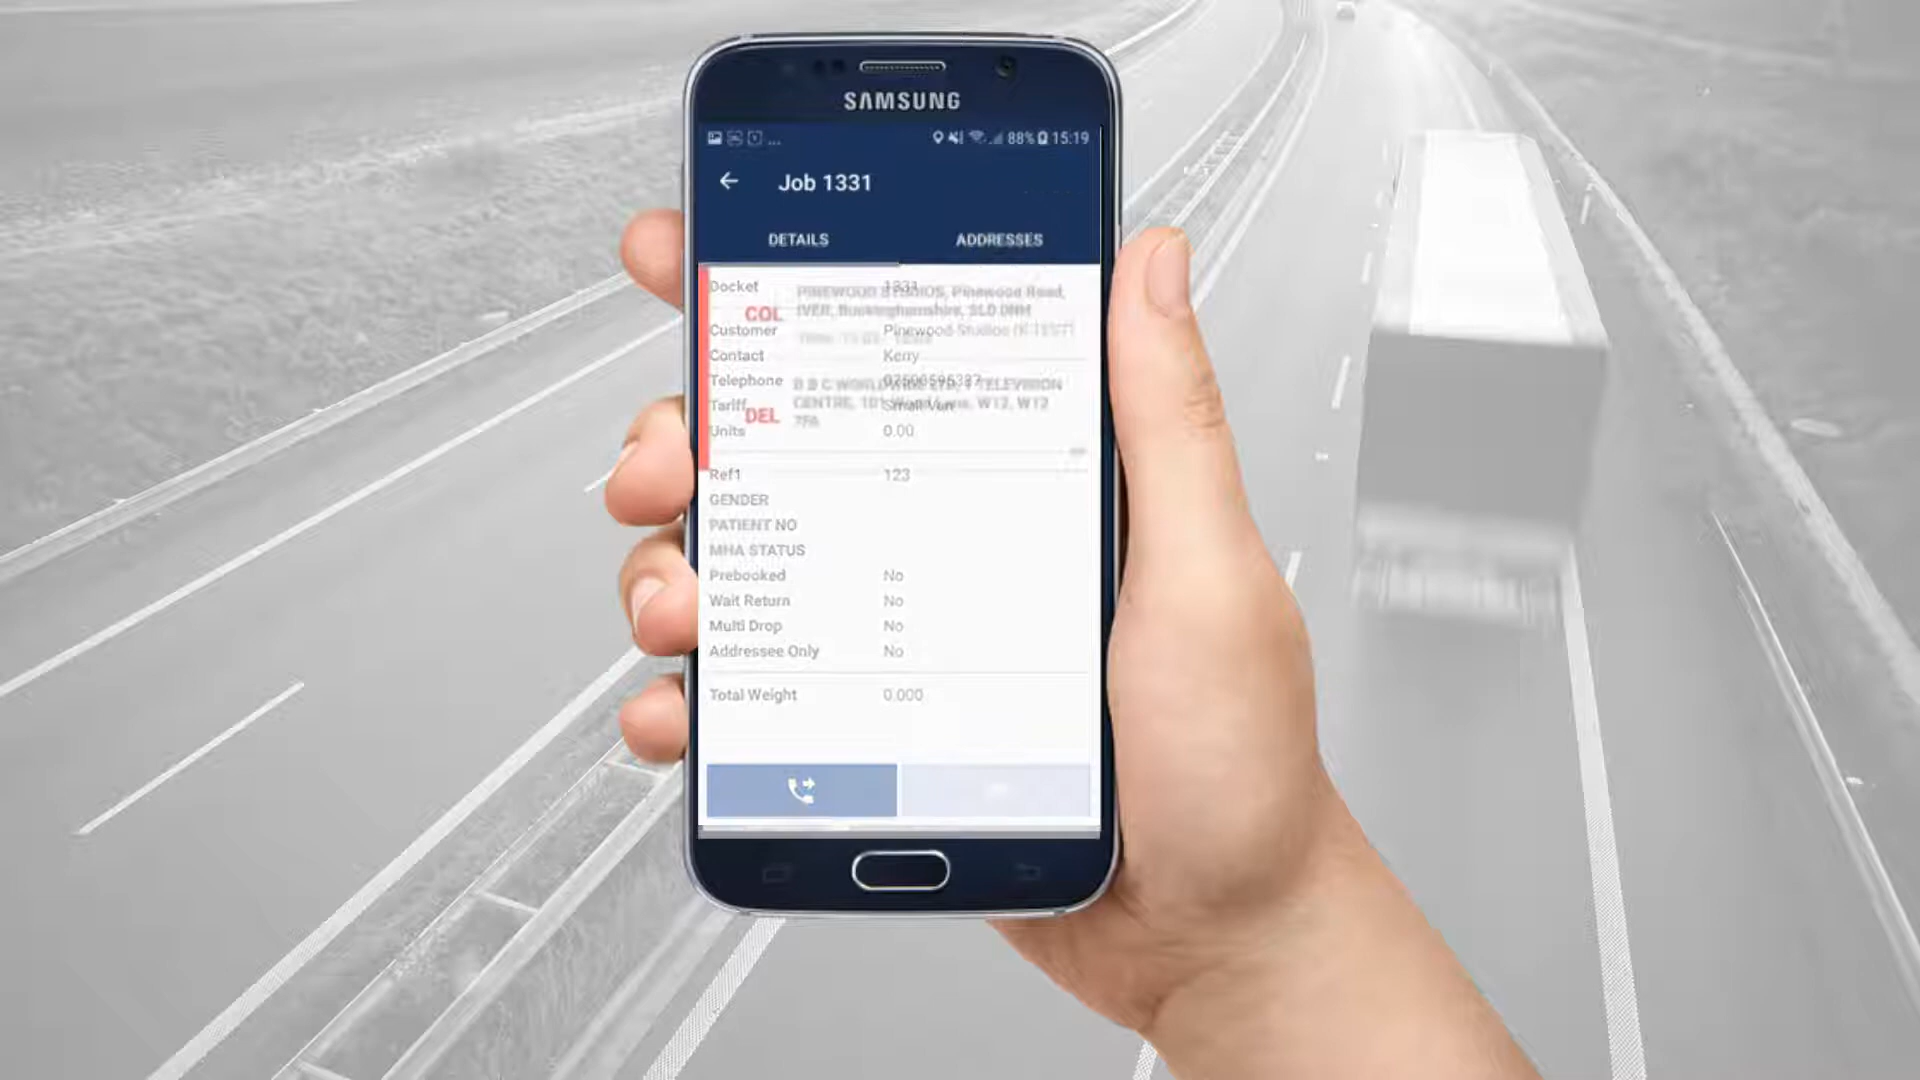 SAMSUNG
... 88% 15:19
Job 1331
DETAILS ADDRESSES
Docket 1331
PINEWOOD STUDIOS, Pinewood Road,
COL IVER, Buckinghamshire, SL0 0NH
Customer Pinewood Studios
Contact Kerry
Telephone
B B C WORLDWIDE LTD, 1 TELEVISION
Tariff Small Van
CENTRE, 101 Wood Lane, W12, W12
DEL 7FA
Units 0.00
Ref1 123
GENDER
PATIENT NO
MHA STATUS
Prebooked No
Wait Return No
Multi Drop No
Addressee Only No
Total Weight 0.000